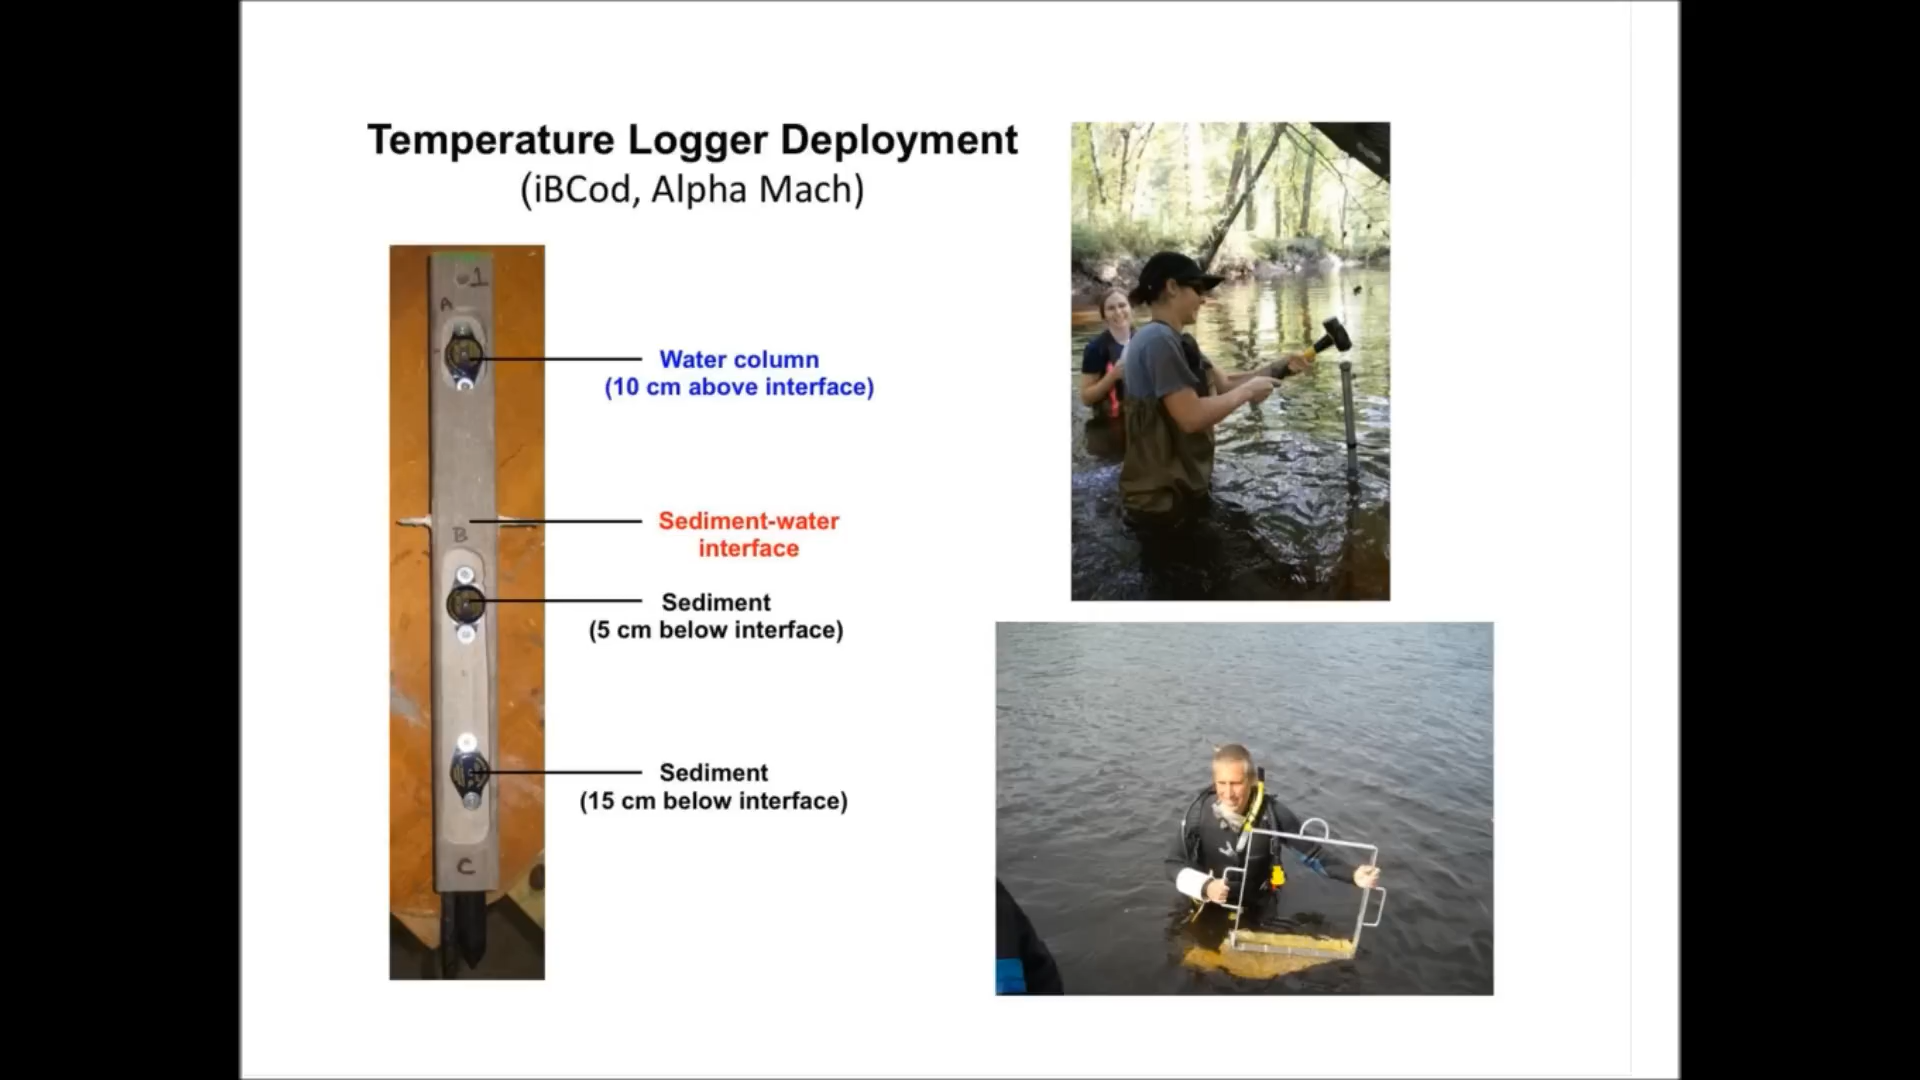 Temperature Logger Deployment
(iBCod, Alpha Mach)
1
A
Water column
(10 cm above interface)
Sediment-water
interface
B
Sediment
(5 cm below interface)
Sediment
(15 cm below interface)
C